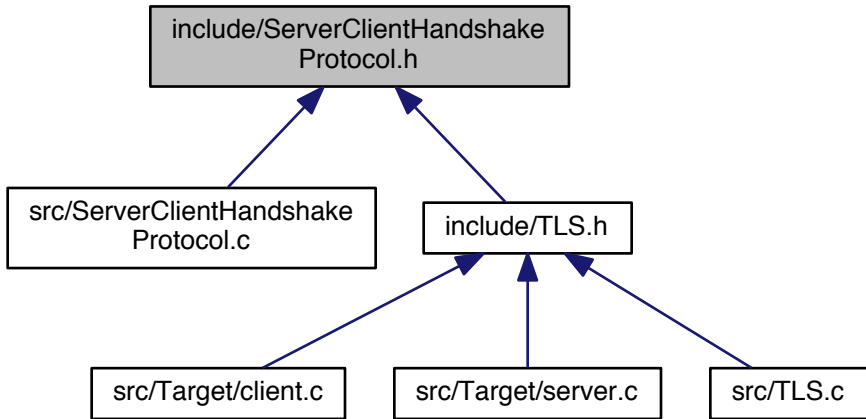 include/ServerClientHandshake
Protocol.h
src/ServerClientHandshake
Protocol.c
include/TLS.h
src/Target/client.c
src/Target/server.c
src/TLS.c